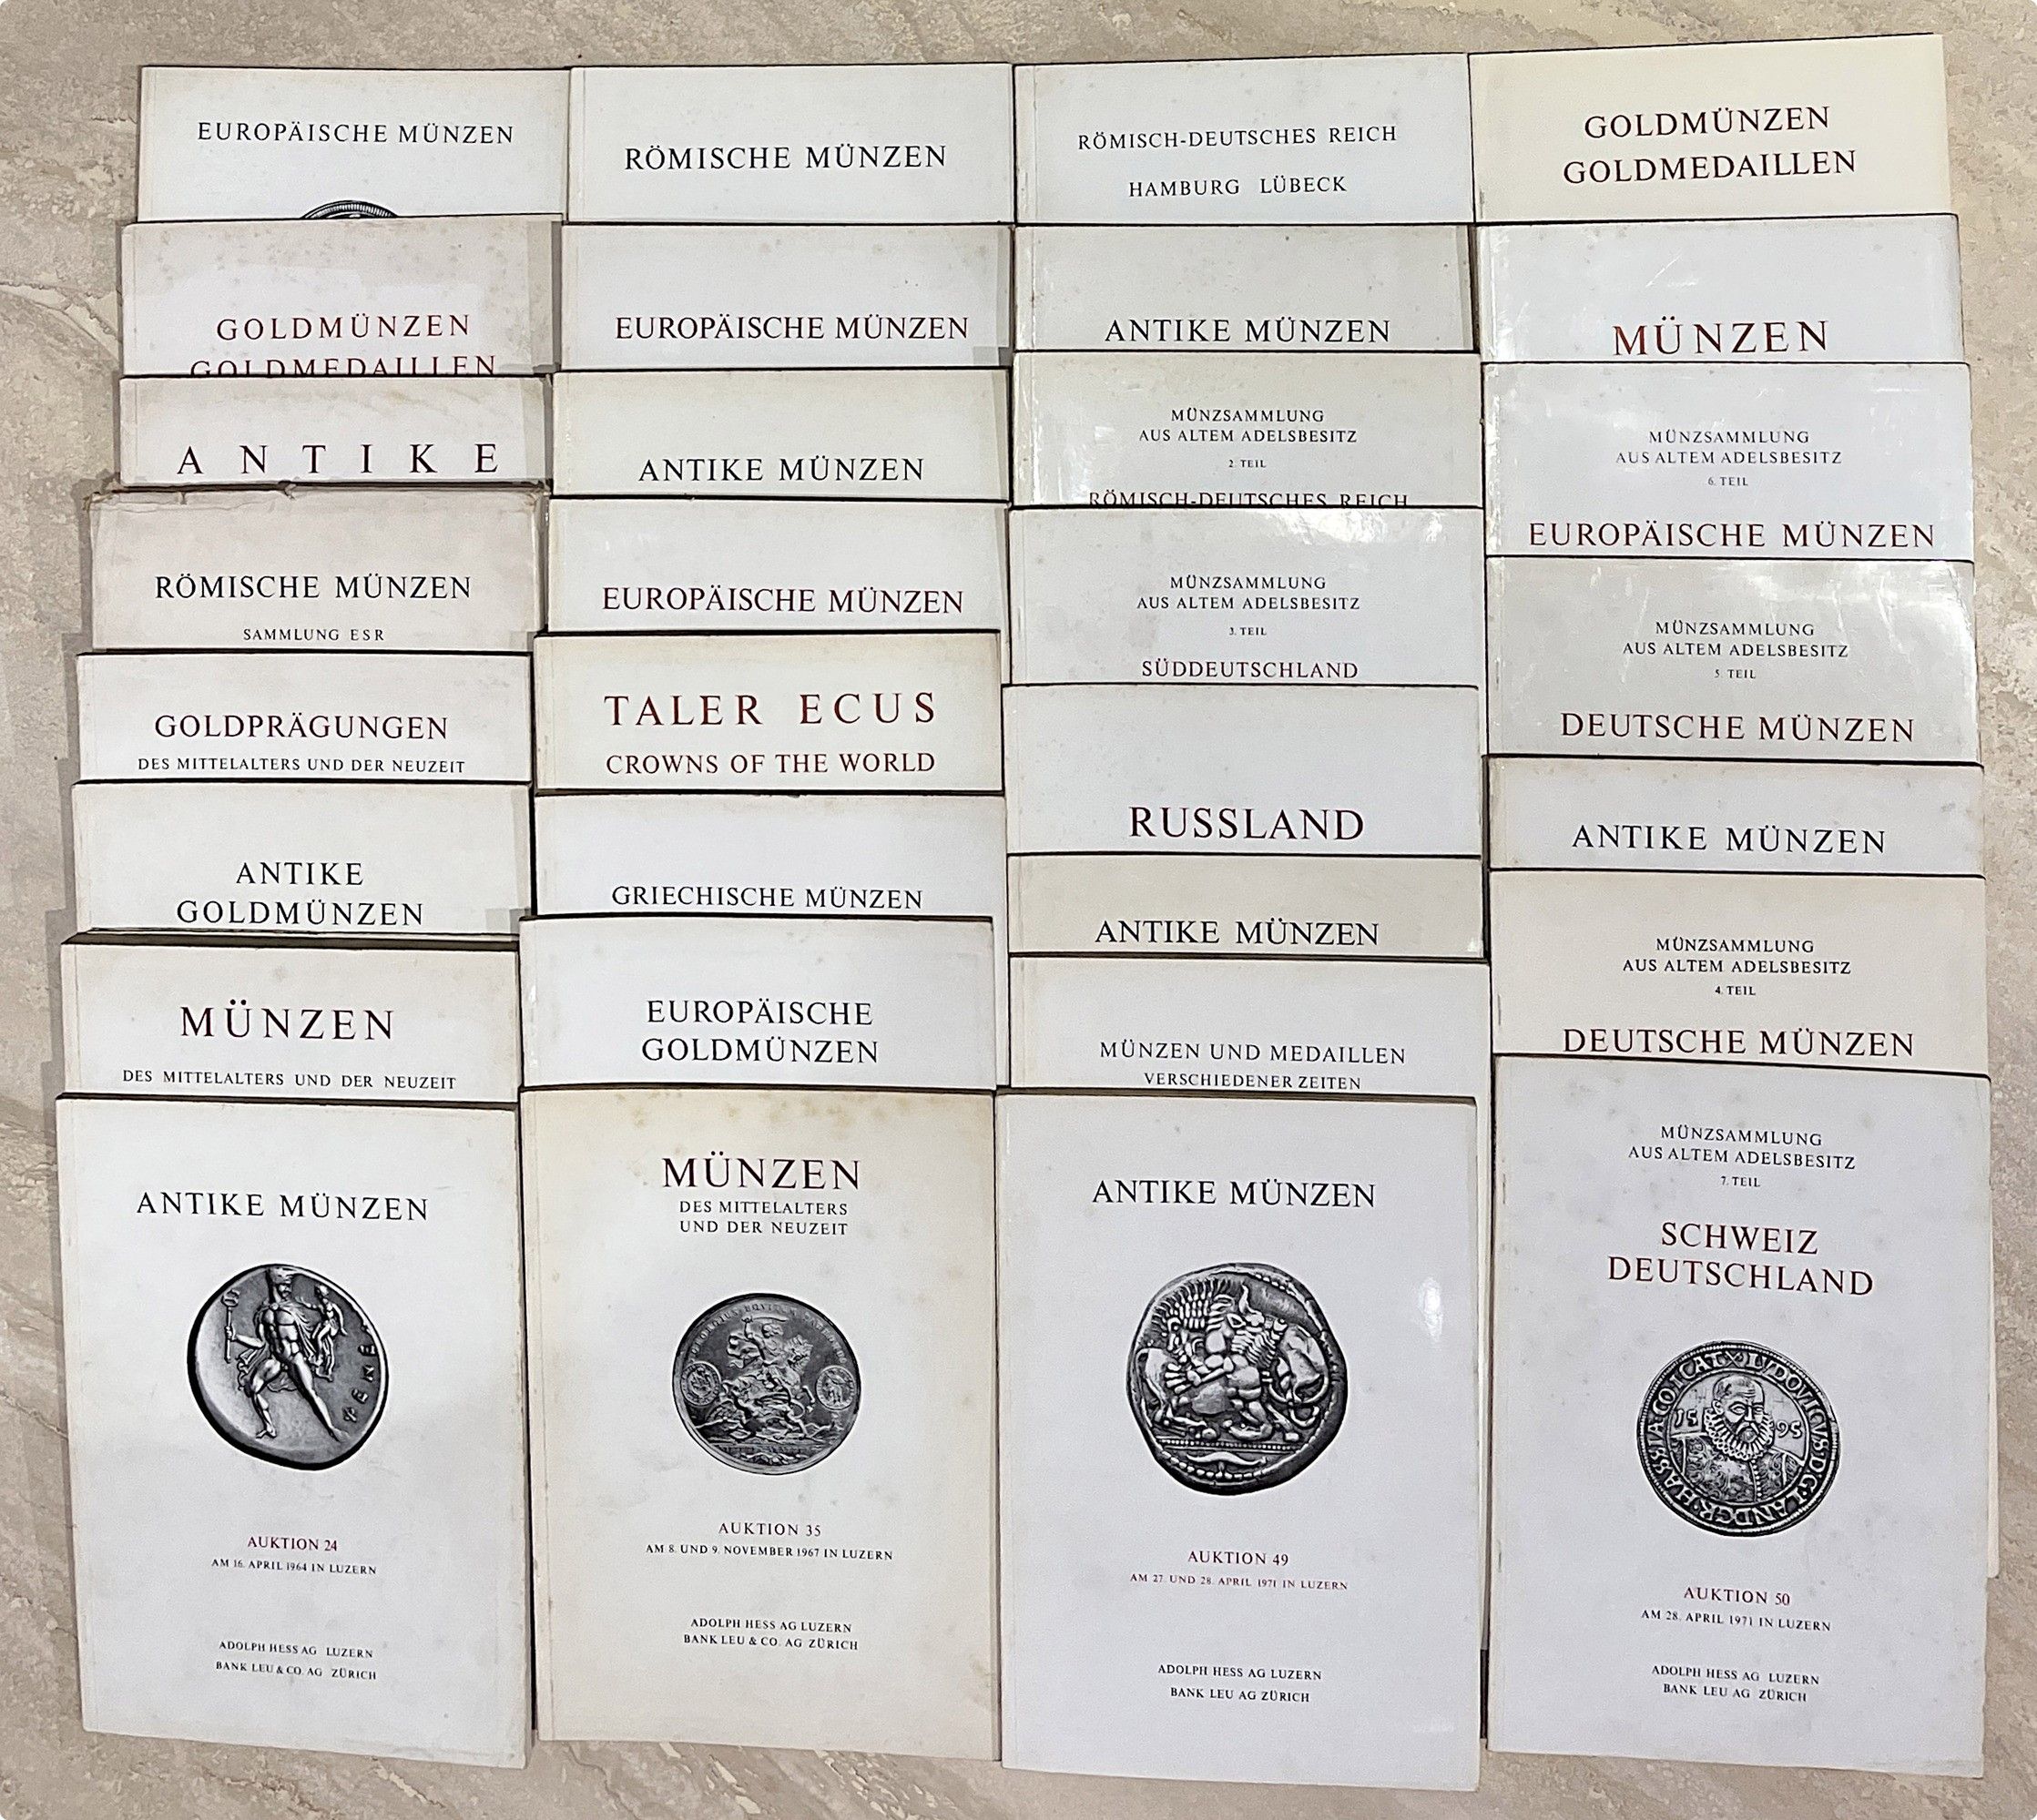 EUROPÄISCHE MÜNZEN
GOLDMÜNZEN
GOLDMEDAILLEN
ANTIKE
RÖMISCHE MÜNZEN
SAMMLUNG ESR
GOLDPRÄGUNGEN
DES MITTELALTERS UND DER NEUZEIT
ANTIKE
GOLDMÜNZEN
MÜNZEN
DES MITTELALTERS UND DER NEUZEIT
ANTIKE MÜNZEN
AUKTION 24
AM 16. APRIL 1964 IN LUZERN
ADOLPH HESS AG LUZERN
BANK LEU & CO. AG ZÜRICH
RÖMISCHE MÜNZEN
EUROPÄISCHE MÜNZEN
ANTIKE MÜNZEN
EUROPÄISCHE MÜNZEN
TALER ECUS
CROWNS OF THE WORLD
GRIECHISCHE MÜNZEN
EUROPÄISCHE
GOLDMÜNZEN
MÜNZEN
DES MITTELALTERS
UND DER NEUZEIT
AUKTION 35
AM 8. UND 9. NOVEMBER 1967 IN LUZERN
ADOLPH HESS AG LUZERN
BANK LEU & CO. AG ZÜRICH
RÖMISCH-DEUTSCHES REICH
HAMBURG LÜBECK
ANTIKE MÜNZEN
MÜNZSAMMLUNG
AUS ALTEM ADELSBESITZ
2. TEIL
RÖMISCH-DEUTSCHES REICH
MÜNZSAMMLUNG
AUS ALTEM ADELSBESITZ
3. TEIL
SÜDDEUTSCHLAND
RUSSLAND
ANTIKE MÜNZEN
MÜNZEN UND MEDAILLEN
VERSCHIEDENER ZEITEN
ANTIKE MÜNZEN
AUKTION 49
AM 27. UND 28. APRIL 1971 IN LUZERN
ADOLPH HESS AG LUZERN
BANK LEU AG ZÜRICH
GOLDMÜNZEN
GOLDMEDAILLEN
MÜNZEN
MÜNZSAMMLUNG
AUS ALTEM ADELSBESITZ
6. TEIL
EUROPÄISCHE MÜNZEN
MÜNZSAMMLUNG
AUS ALTEM ADELSBESITZ
5. TEIL
DEUTSCHE MÜNZEN
ANTIKE MÜNZEN
MÜNZSAMMLUNG
AUS ALTEM ADELSBESITZ
4. TEIL
DEUTSCHE MÜNZEN
MÜNZSAMMLUNG
AUS ALTEM ADELSBESITZ
7. TEIL
SCHWEIZ
DEUTSCHLAND
15 95
AUKTION 50
AM 28. APRIL 1971 IN LUZERN
ADOLPH HESS AG LUZERN
BANK LEU AG ZÜRICH